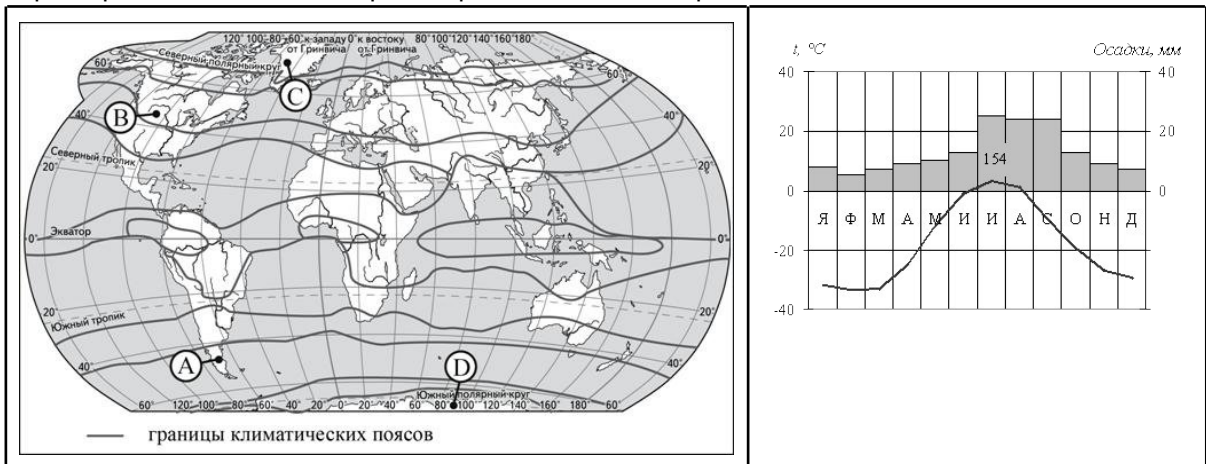 120° 100° 80° 60° к западу 0° к востоку 80° 100° 120° 140° 160° 180°
от Гринвича от Гринвича
Северный полярный круг
60° 60°
C
B
40° 40°
Северный тропик
20° 20°
Экватор
0° 0°
20° 20°
Южный тропик
A
D
40° 40°
Южный полярный круг
60° 120° 100° 80° 60° 40° 20° 0° 20° 40° 60° 80° 100° 120° 140° 160° 180° 60°
границы климатических поясов
t, °C Осадки, мм
40 40
20 20
154
0 0
Я Ф М А М И И А С О Н Д
-20
-40